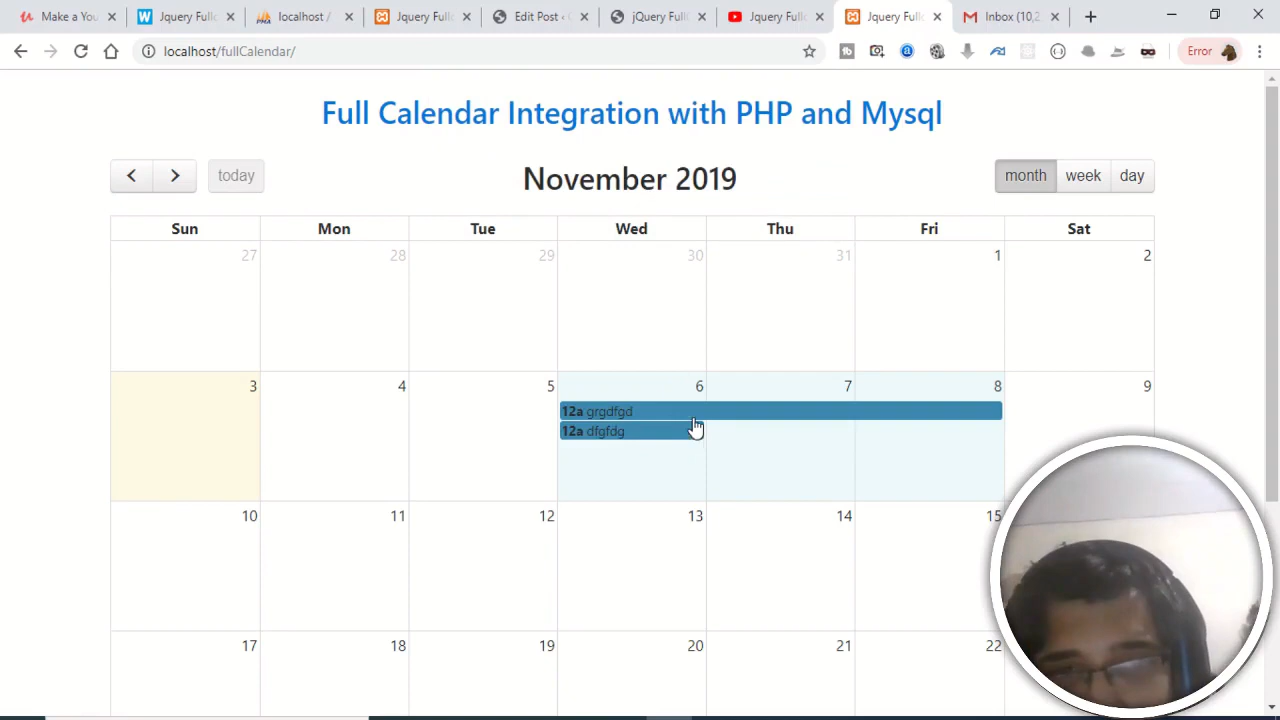 Make a You
Jquery Full
localhost /
Jquery Full
Edit Post ‹
jQuery Full
Jquery Full
Jquery Full
Inbox (10,2
localhost/fullCalendar/
Error
Full Calendar Integration with PHP and Mysql
today
November 2019
month week day
Sun Mon Tue Wed Thu Fri Sat
27 28 29 30 31 1 2
3 4 5 6 7 8 9
12a grgdfgd
12a dfgfdg
10 11 12 13 14 15
17 18 19 20 21 22